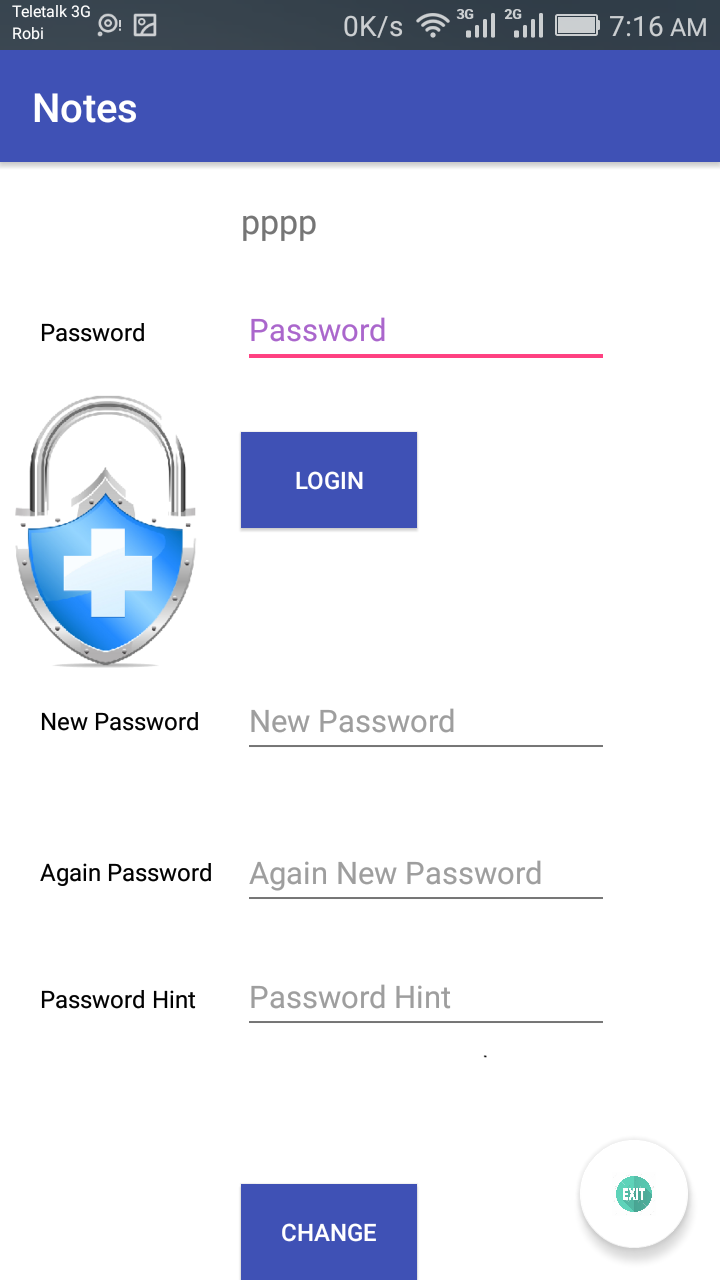 Teletalk 3G
Robi
0K/s 3G 2G 7:16 AM
Notes
pppp
Password Password
LOGIN
New Password New Password
Again Password Again New Password
Password Hint Password Hint
.
EXIT
CHANGE